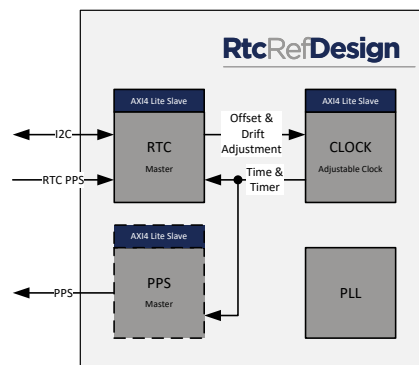 RtcRefDesign
AXI4 Lite Slave
RTC
Master
I2C
RTC PPS
Offset &
Drift
Adjustment
Time &
Timer
AXI4 Lite Slave
CLOCK
Adjustable Clock
AXI4 Lite Slave
PPS
Master
PPS
PLL